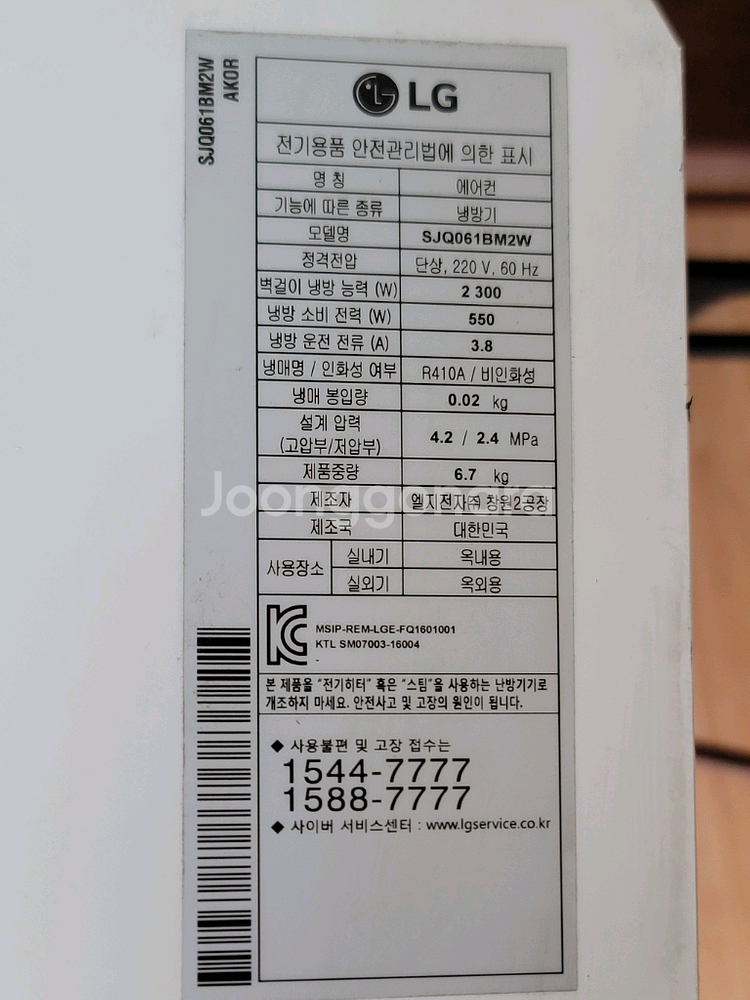 SJQ061BM2W
AKOR
LG
전기용품 안전관리법에 의한 표시
명 칭 에어컨
기능에 따른 종류 냉방기
모델명 SJQ061BM2W
정격전압 단상, 220 V, 60 Hz
벽걸이 냉방 능력 (W) 2 300
냉방 소비 전력 (W) 550
냉방 운전 전류 (A) 3.8
냉매명 / 인화성 여부 R410A / 비인화성
냉매 봉입량 0.02 kg
설계 압력
(고압부/저압부) 4.2 / 2.4 MPa
제품중량 6.7 kg
제조자 엘지전자㈜ 창원2공장
제조국 대한민국
사용장소 실내기 옥내용
실외기 옥외용
Joonggonara
MSIP-REM-LGE-FQ1601001
KTL SM07003-16004
-
본 제품을 "전기히터" 혹은 "스팀"을 사용하는 난방기기로
개조하지 마세요. 안전사고 및 고장의 원인이 됩니다.
◆ 사용불편 및 고장 접수는
1544-7777
1588-7777
◆ 사이버 서비스센터 : www.lgservice.co.kr